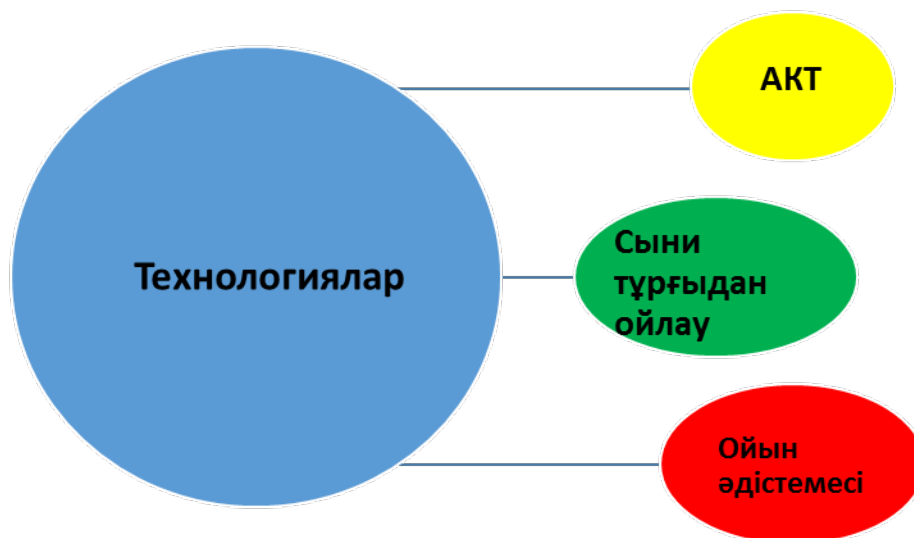 АКТ
Технологиялар
Сыни
тұрғыдан
ойлау
Ойын
әдістемесі